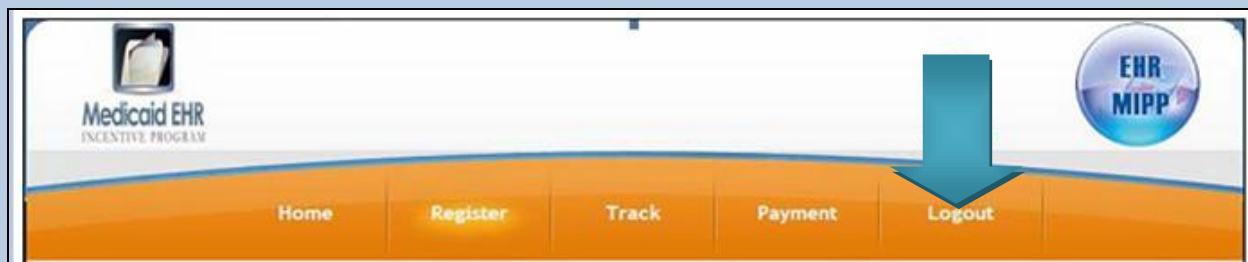 Medicaid EHR
INCENTIVE PROGRAM
EHR
MIPP
Home Register Track Payment Logout